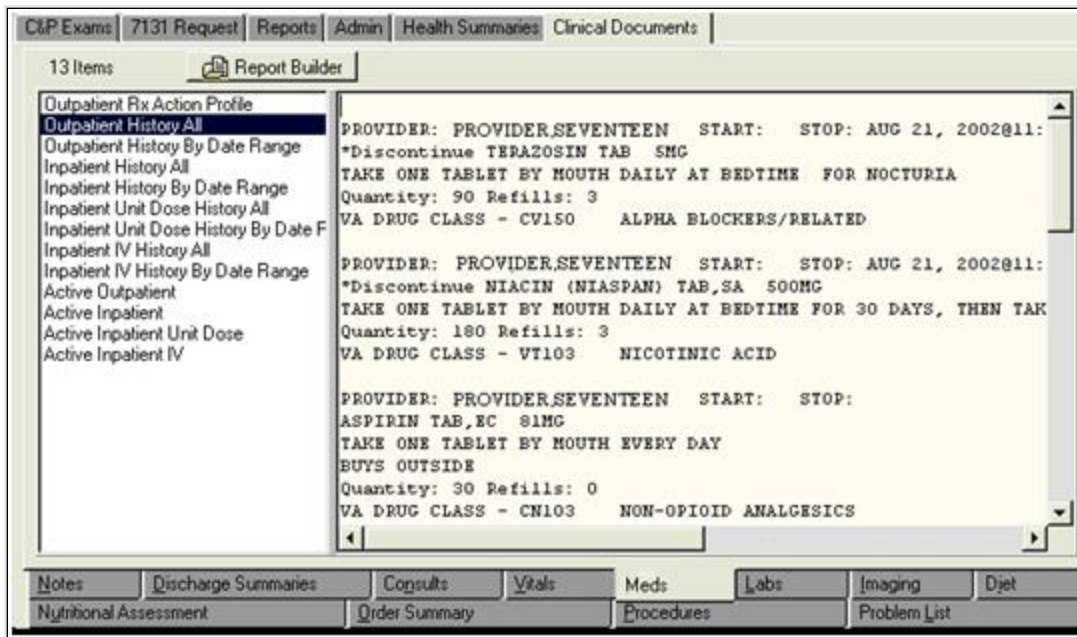 C&P Exams 7131 Request Reports Admin Health Summaries Clinical Documents
13 Items Report Builder
Outpatient Rx Action Profile
Outpatient History All
Outpatient History By Date Range
Inpatient History All
Inpatient History By Date Range
Inpatient Unit Dose History All
Inpatient Unit Dose History By Date F
Inpatient IV History All
Inpatient IV History By Date Range
Active Outpatient
Active Inpatient
Active Inpatient Unit Dose
Active Inpatient IV
PROVIDER: PROVIDER,SEVENTEEN START: STOP: AUG 21, 2002@11:
*Discontinue TERAZOSIN TAB 5MG
TAKE ONE TABLET BY MOUTH DAILY AT BEDTIME FOR NOCTURIA
Quantity: 90 Refills: 3
VA DRUG CLASS - CV150 ALPHA BLOCKERS/RELATED
PROVIDER: PROVIDER,SEVENTEEN START: STOP: AUG 21, 2002@11:
*Discontinue NIACIN (NIASPAN) TAB,SA 500MG
TAKE ONE TABLET BY MOUTH DAILY AT BEDTIME FOR 30 DAYS, THEN TAK
Quantity: 180 Refills: 3
VA DRUG CLASS - VT103 NICOTINIC ACID
PROVIDER: PROVIDER,SEVENTEEN START: STOP:
ASPIRIN TAB,EC 81MG
TAKE ONE TABLET BY MOUTH EVERY DAY
BUYS OUTSIDE
Quantity: 30 Refills: 0
VA DRUG CLASS - CN103 NON-OPIOID ANALGESICS
Notes Discharge Summaries Consults Vitals Meds Labs Imaging Diet
Nutritional Assessment Order Summary Procedures Problem List